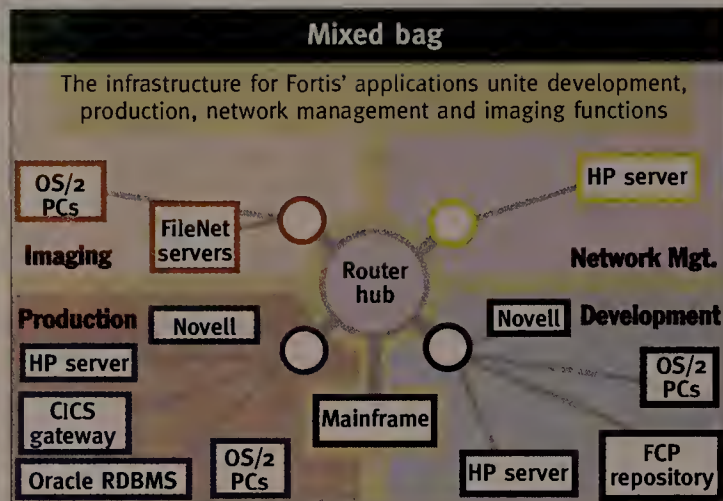 Mixed bag
The infrastructure for Fortis' applications unite development,
production, network management and imaging functions
OS/2
PCs
HP server
FileNet
servers
Imaging
Router
hub
Network Mgt.
Production
Novell
Novell
Development
HP server
OS/2
PCs
CICS
gateway
Mainframe
OS/2
PCs
HP server
FCP
repository
Oracle RDBMS